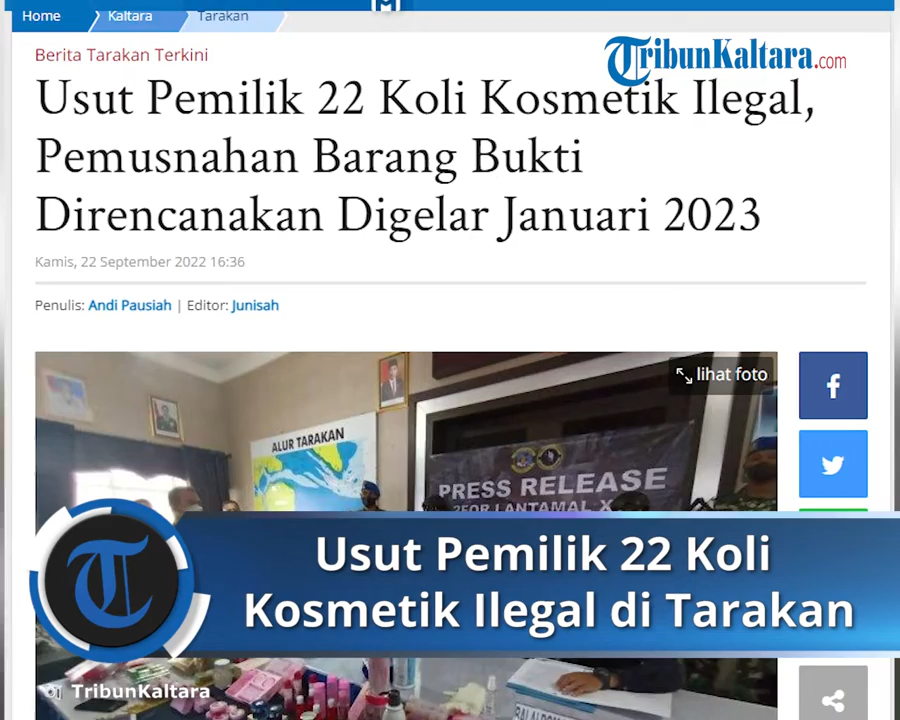 Home Kaltara Tarakan
Berita Tarakan Terkini
TribunKaltara.com
Usut Pemilik 22 Koli Kosmetik Ilegal,
Pemusnahan Barang Bukti
Direncanakan Digelar Januari 2023
Kamis, 22 September 2022 16:36
Penulis: Andi Pausiah | Editor: Junisah
lihat foto
ALUR TARAKAN
PRESS RELEASE
LANTAMAL X
Usut Pemilik 22 Koli
Kosmetik Ilegal di Tarakan
TribunKaltara